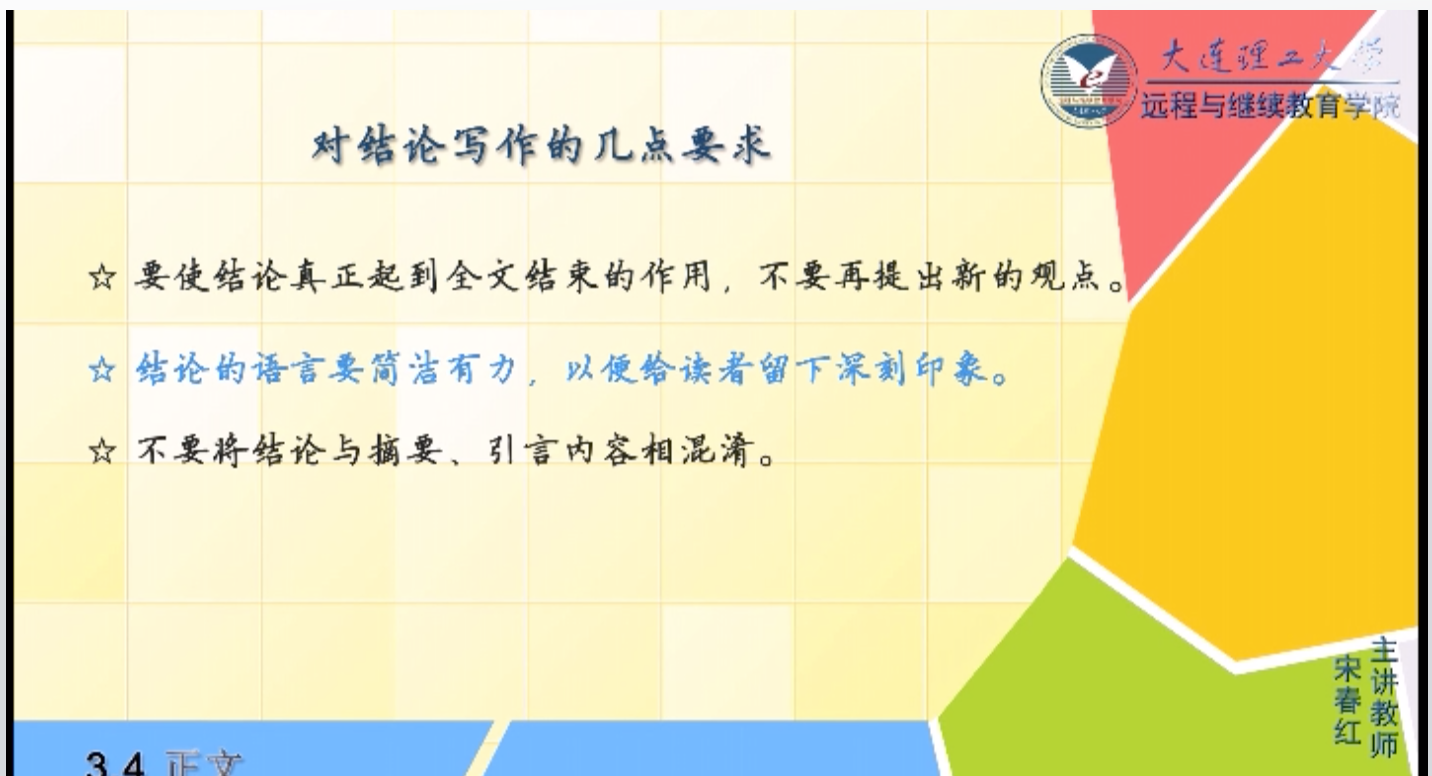 大连理工大学
远程与继续教育学院
对结论写作的几点要求
☆ 要使结论真正起到全文结束的作用，不要再提出新的观点。
☆ 结论的语言要简洁有力，以便给读者留下深刻印象。
☆ 不要将结论与摘要、引言内容相混淆。
主讲教师
宋春红
3.4 正文